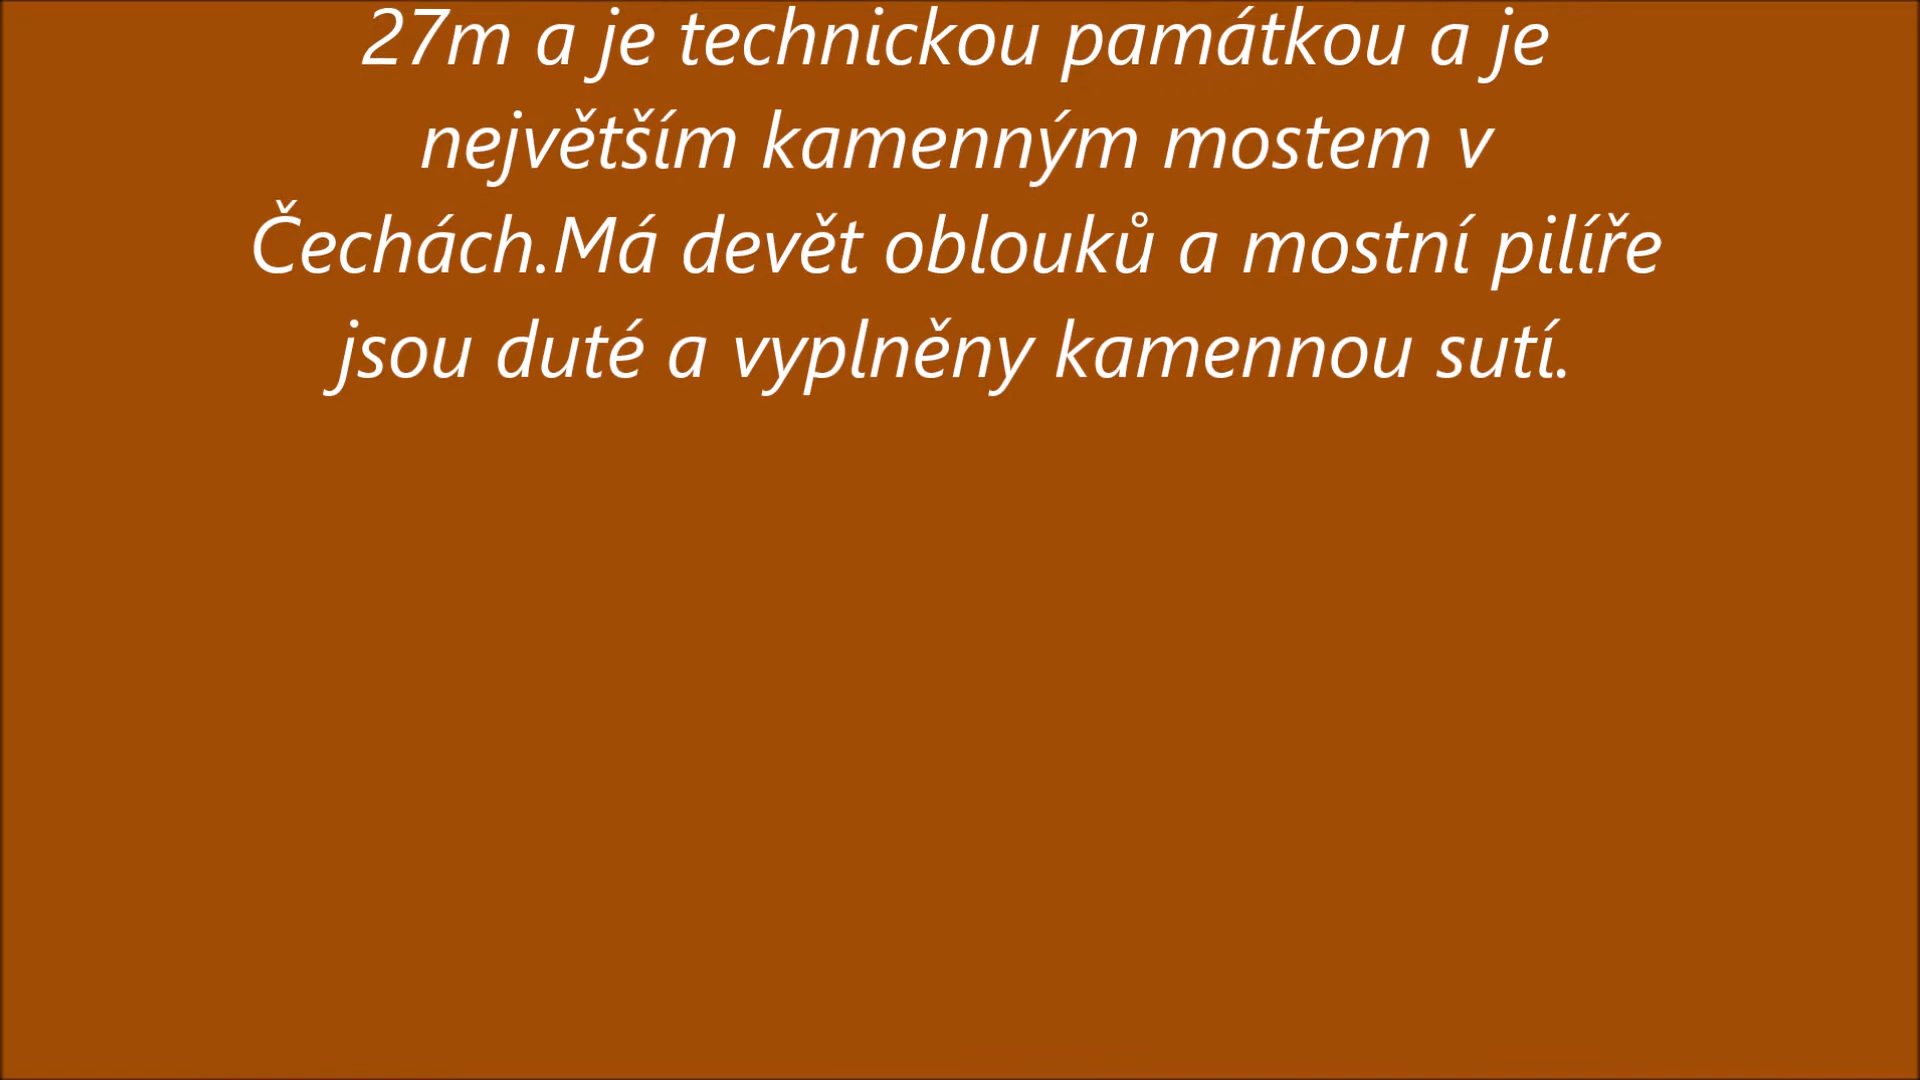 27m a je technickou památkou a je
největším kamenným mostem v
Čechách.Má devět oblouků a mostní pilíře
jsou duté a vyplněny kamennou sutí.